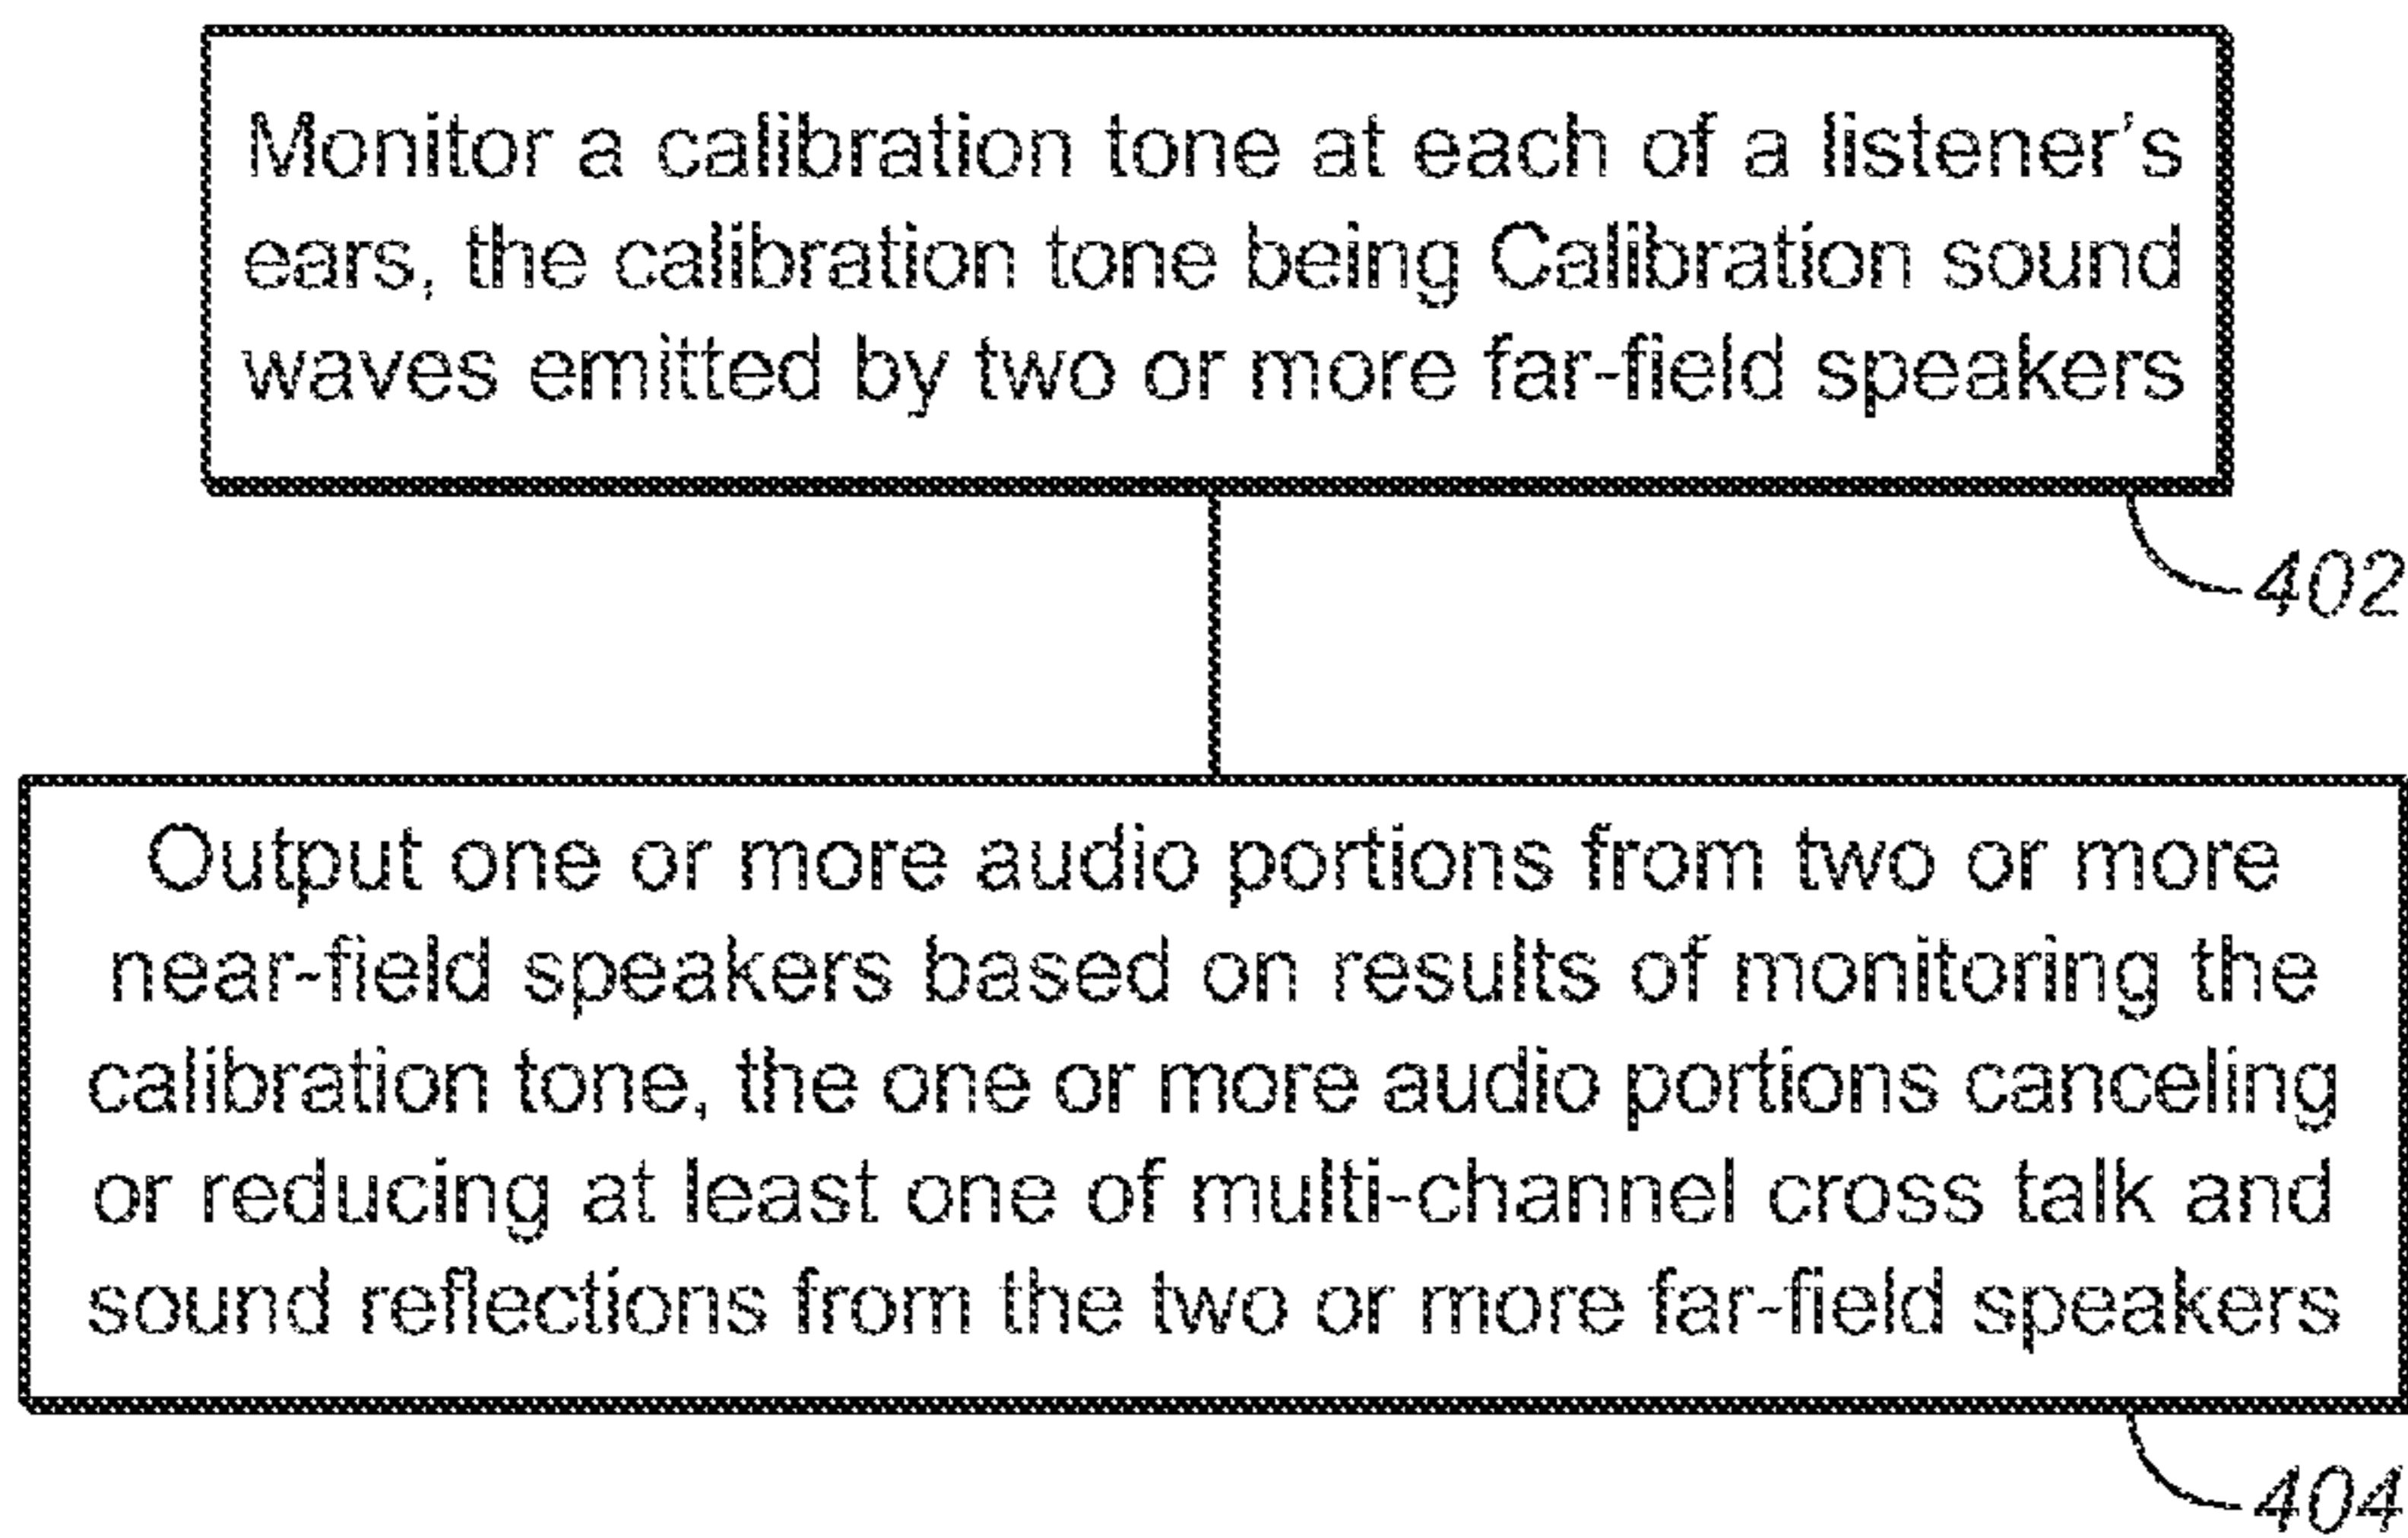 Monitor a calibration tone at each of a listener's
ears, the calibration tone being Calibration sound
waves emitted by two or more far-field speakers
402
Output one or more audio portions from two or more
near-field speakers based on results of monitoring the
calibration tone, the one or more audio portions canceling
or reducing at least one of multi-channel cross talk and
sound reflections from the two or more far-field speakers
404